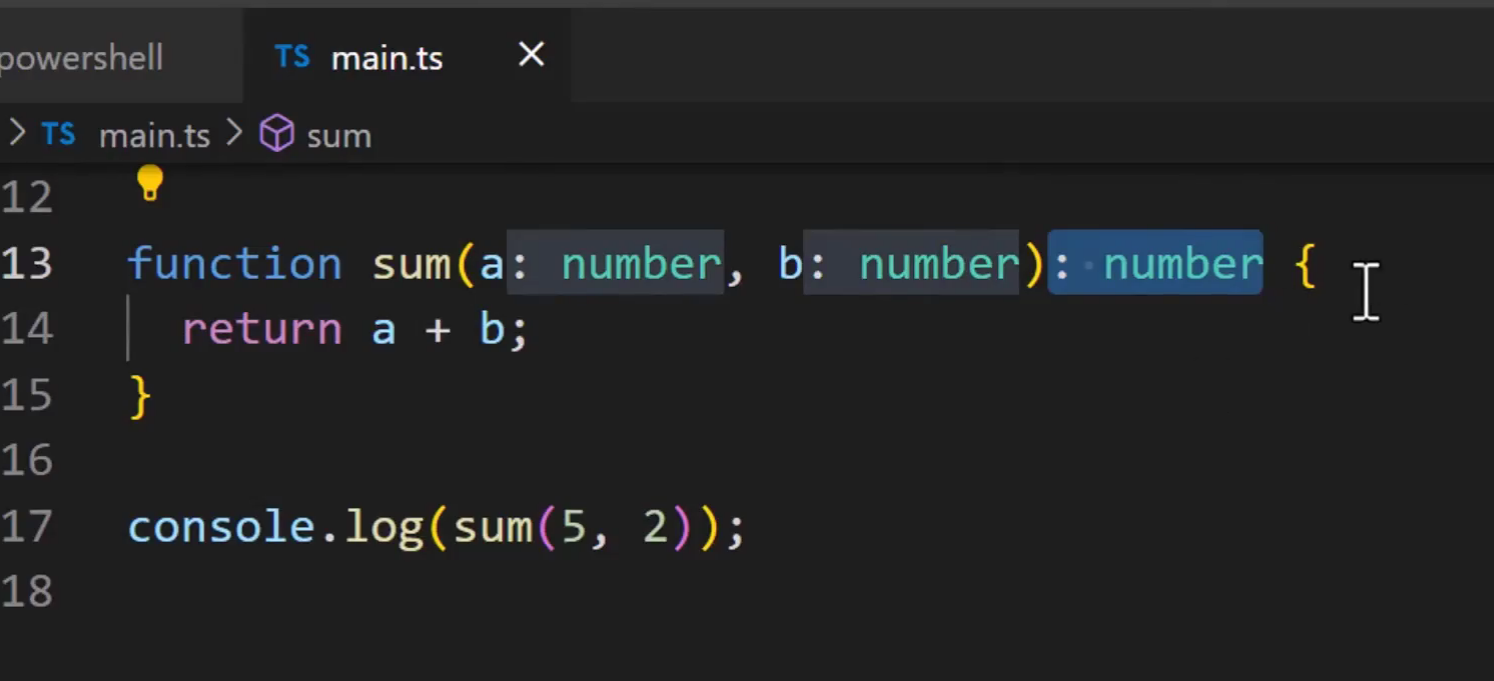 powershell TS main.ts ×
> TS main.ts > sum
12
13 function sum(a: number, b: number): number {
14 return a + b;
15 }
16
17 console.log(sum(5, 2));
18